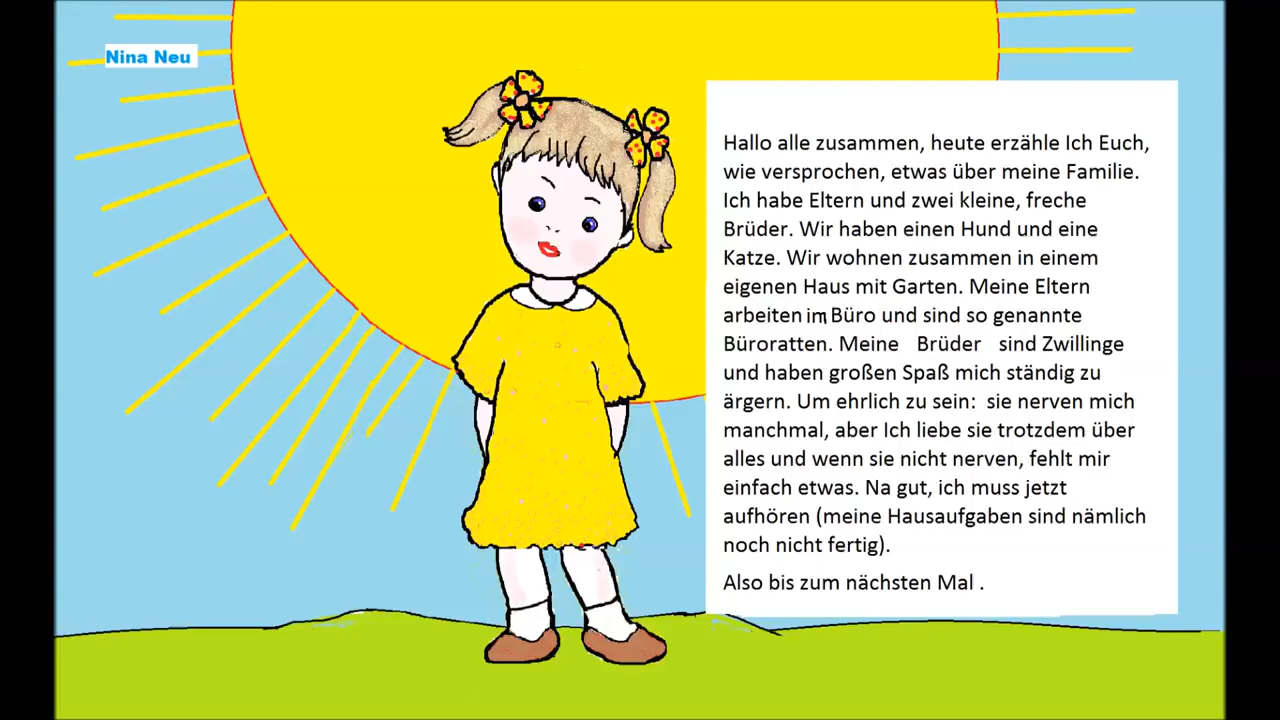 Nina Neu
Hallo alle zusammen, heute erzähle Ich Euch,
wie versprochen, etwas über meine Familie.
Ich habe Eltern und zwei kleine, freche
Brüder. Wir haben einen Hund und eine
Katze. Wir wohnen zusammen in einem
eigenen Haus mit Garten. Meine Eltern
arbeiten im Büro und sind so genannte
Büroratten. Meine Brüder sind Zwillinge
und haben großen Spaß mich ständig zu
ärgern. Um ehrlich zu sein: sie nerven mich
manchmal, aber Ich liebe sie trotzdem über
alles und wenn sie nicht nerven, fehlt mir
einfach etwas. Na gut, ich muss jetzt
aufhören (meine Hausaufgaben sind nämlich
noch nicht fertig).
Also bis zum nächsten Mal .